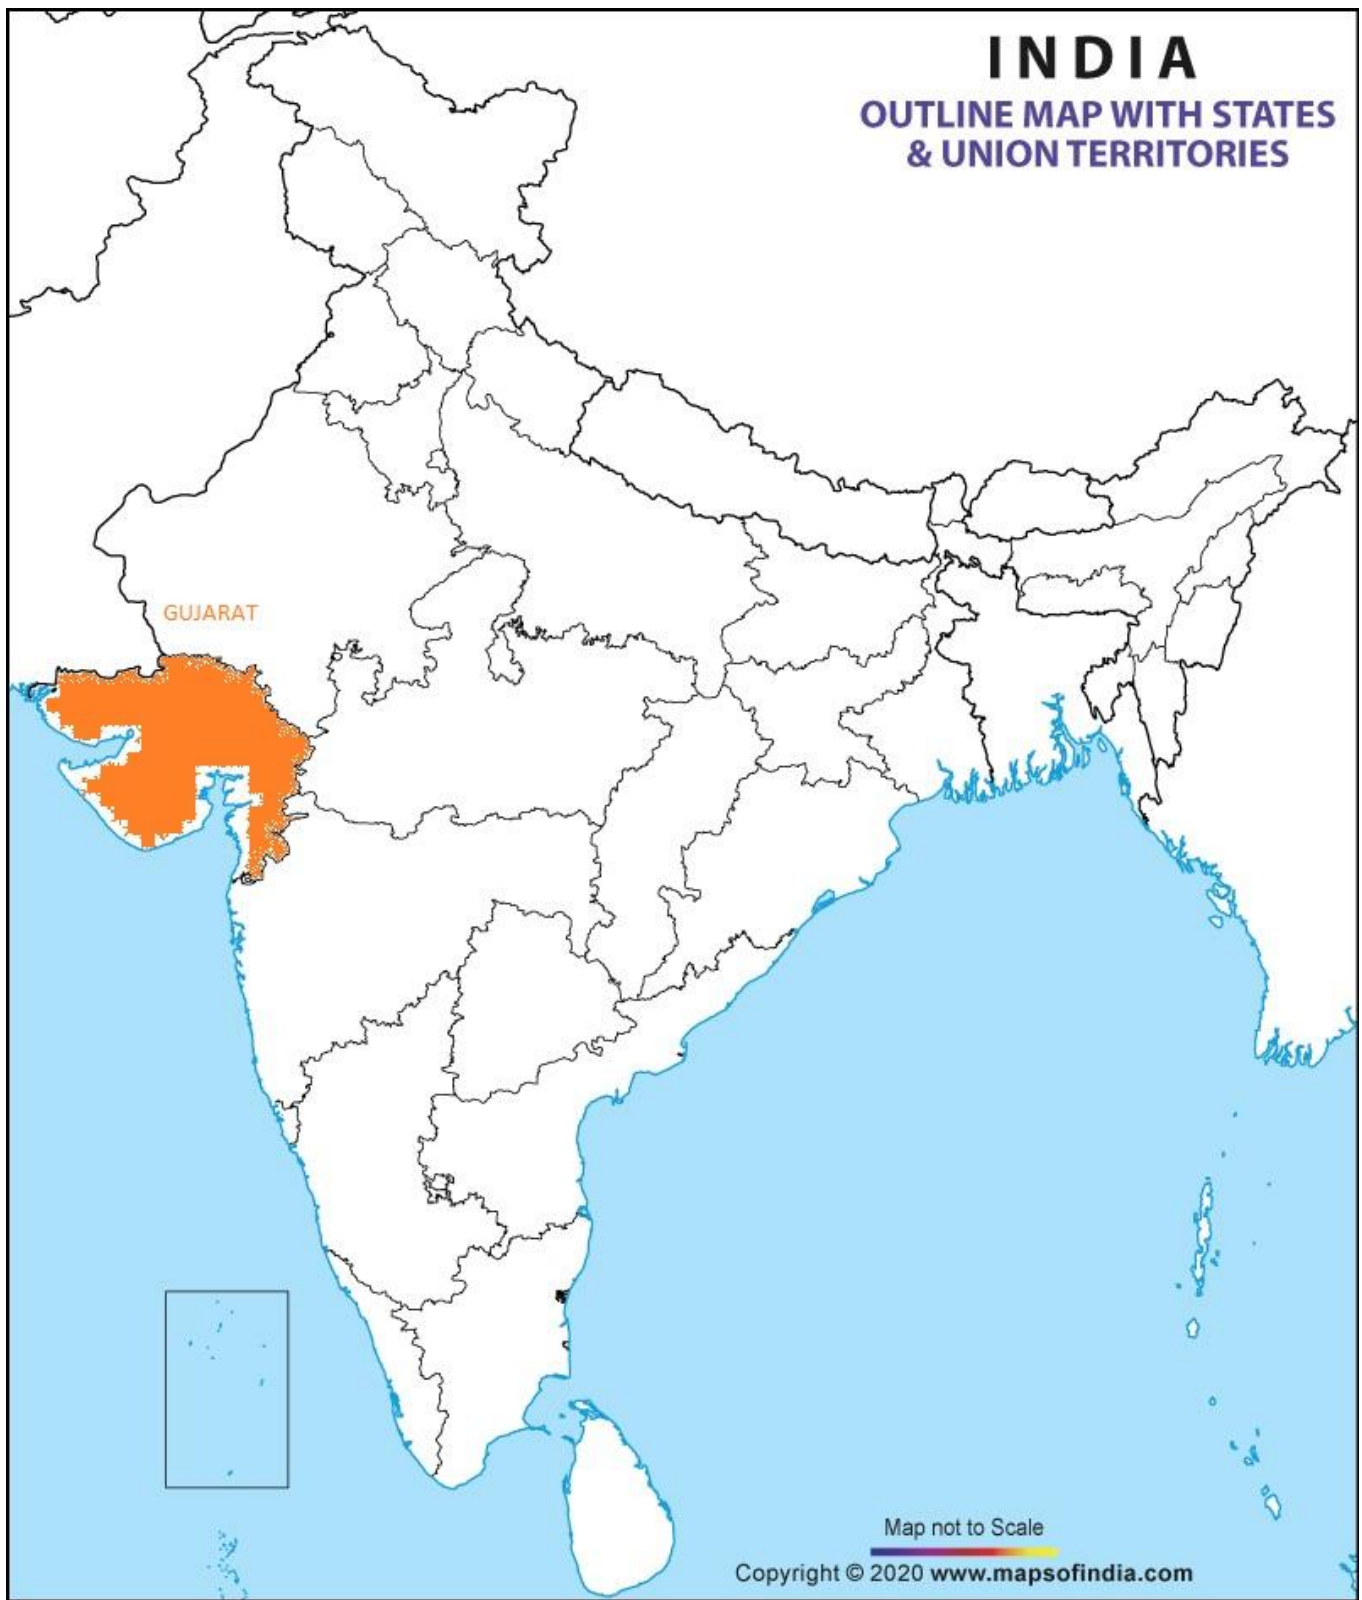 INDIA
OUTLINE MAP WITH STATES
& UNION TERRITORIES
GUJARAT
Map not to Scale
Copyright © 2020 www.mapsofindia.com